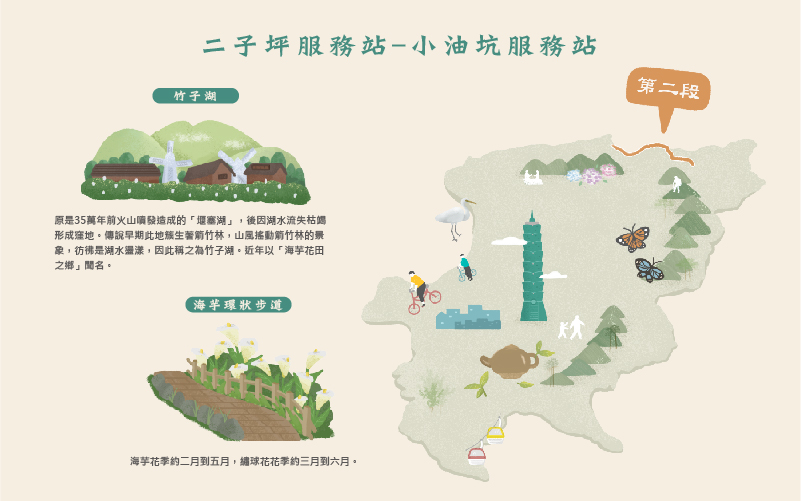 二子坪服務站–小油坑服務站
第二段
竹子湖
原是35萬年前火山噴發造成的「堰塞湖」，後因湖水流失枯竭
形成窪地。傳說早期此地簇生著箭竹林，山風搖動箭竹林的景
象，彷彿是湖水盪漾，因此稱之為竹子湖。近年以「海芋花田
之鄉」聞名。
海芋環狀步道
海芋花季約二月到五月，繡球花花季約三月到六月。